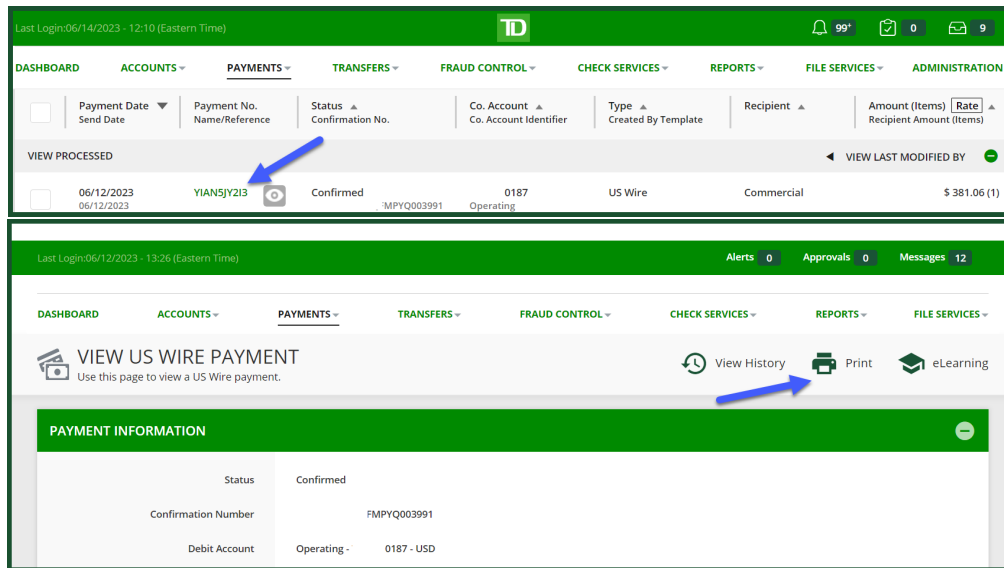 Last Login:06/14/2023 - 12:10 (Eastern Time) TD 99+ 0 9
DASHBOARD ACCOUNTS PAYMENTS TRANSFERS FRAUD CONTROL CHECK SERVICES REPORTS FILE SERVICES ADMINISTRATION
Payment Date Payment No. Status Co. Account Type Recipient Amount (Items) Rate
Send Date Name/Reference Confirmation No. Co. Account Identifier Created By Template Recipient Amount (Items)
VIEW PROCESSED VIEW LAST MODIFIED BY
06/12/2023 YIAN5JY2I3 Confirmed 0187 US Wire Commercial $ 381.06 (1)
06/12/2023 FMPYQ003991 Operating
Last Login:06/12/2023 - 13:26 (Eastern Time) Alerts 0 Approvals 0 Messages 12
DASHBOARD ACCOUNTS PAYMENTS TRANSFERS FRAUD CONTROL CHECK SERVICES REPORTS FILE SERVICES
VIEW US WIRE PAYMENT View History Print eLearning
Use this page to view a US Wire payment.
PAYMENT INFORMATION
Status Confirmed
Confirmation Number FMPYQ003991
Debit Account Operating - 0187 - USD